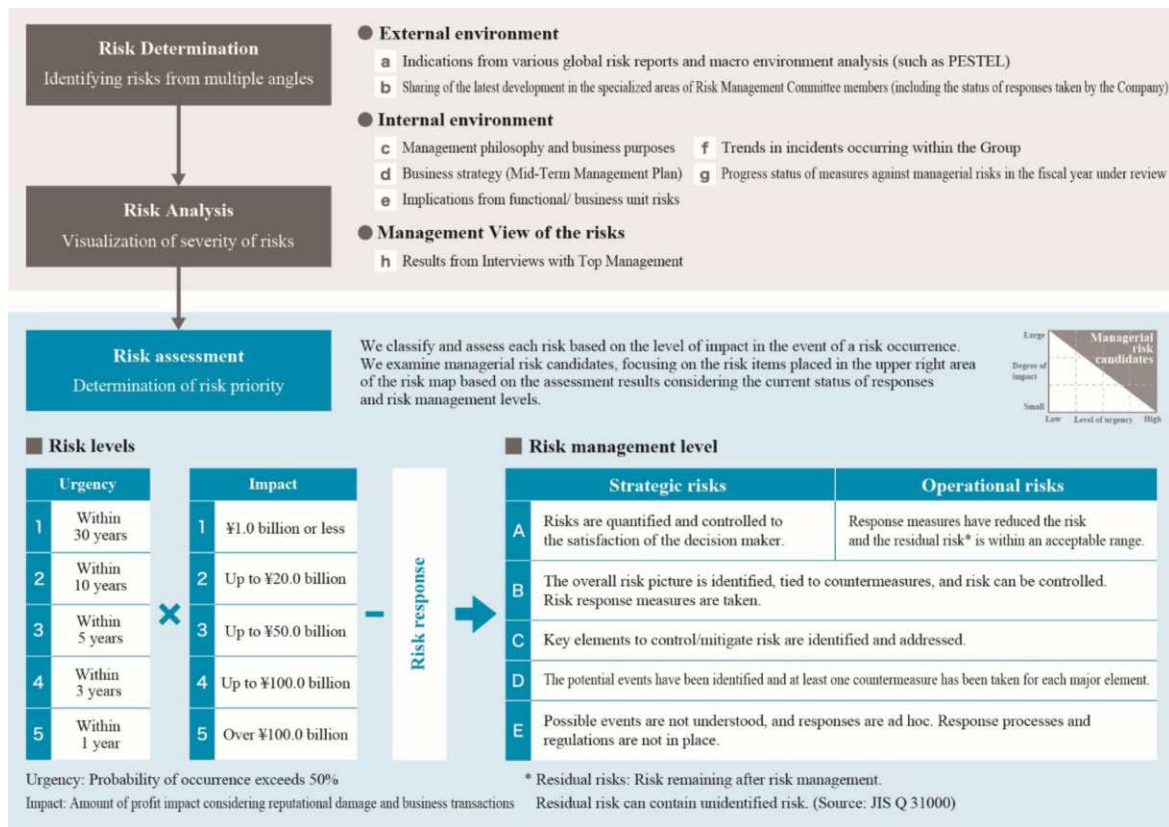 Risk Determination
Identifying risks from multiple angles
External environment
a Indications from various global risk reports and macro environment analysis (such as PESTEL)
b Sharing of the latest development in the specialized areas of Risk Management Committee members (including the status of responses taken by the Company)
Internal environment
c Management philosophy and business purposes
f Trends in incidents occurring within the Group
d Business strategy (Mid-Term Management Plan)
g Progress status of measures against managerial risks in the fiscal year under review
e Implications from functional/ business unit risks
Risk Analysis
Visualization of severity of risks
Management View of the risks
h Results from Interviews with Top Management
Risk assessment
Determination of risk priority
We classify and assess each risk based on the level of impact in the event of a risk occurrence.
We examine managerial risk candidates, focusing on the risk items placed in the upper right area
of the risk map based on the assessment results considering the current status of responses
and risk management levels.
Large
Managerial
risk
candidates
Degree of
impact
Small
Low
Level of urgency
High
Risk levels
Urgency
1 Within
30 years
2 Within
10 years
3 Within
5 years
4 Within
3 years
5 Within
1 year
×
Impact
1 ¥1.0 billion or less
2 Up to ¥20.0 billion
3 Up to ¥50.0 billion
4 Up to ¥100.0 billion
5 Over ¥100.0 billion
−
Risk response
Risk management level
Strategic risks
Operational risks
A Risks are quantified and controlled to
the satisfaction of the decision maker.
Response measures have reduced the risk
and the residual risk* is within an acceptable range.
B The overall risk picture is identified, tied to countermeasures, and risk can be controlled.
Risk response measures are taken.
C Key elements to control/mitigate risk are identified and addressed.
D The potential events have been identified and at least one countermeasure has been taken for each major element.
E Possible events are not understood, and responses are ad hoc. Response processes and
regulations are not in place.
Urgency: Probability of occurrence exceeds 50%
Impact: Amount of profit impact considering reputational damage and business transactions
* Residual risks: Risk remaining after risk management.
Residual risk can contain unidentified risk. (Source: JIS Q 31000)